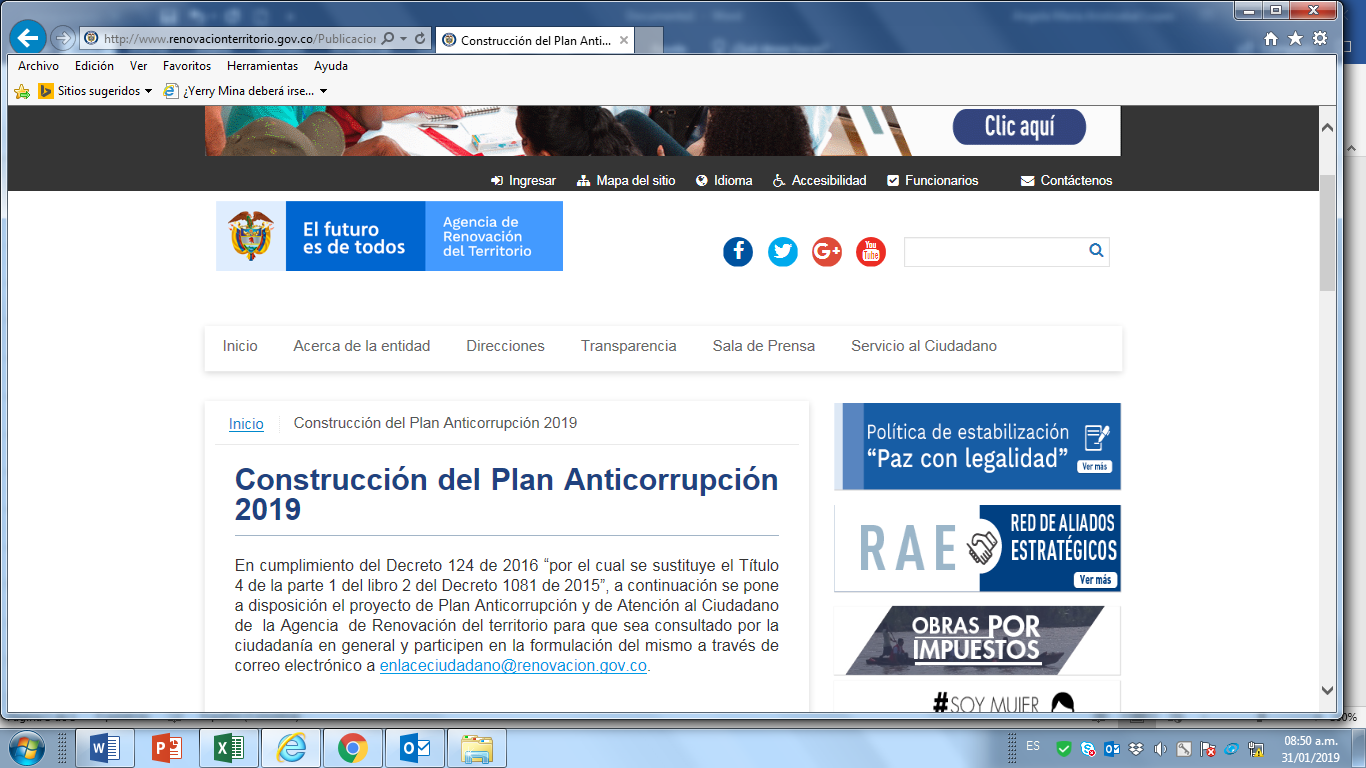 http://www.renovacionterritorio.gov.co/Publicacior
Construcción del Plan Anti...
Archivo Edición Ver Favoritos Herramientas Ayuda
Sitios sugeridos ¿Yerry Mina deberá irse...
Clic aquí
Ingresar Mapa del sitio Idioma Accesibilidad Funcionarios Contáctenos
El futuro
es de todos
Agencia de
Renovación
del Territorio
You
Tube
Inicio Acerca de la entidad Direcciones Transparencia Sala de Prensa Servicio al Ciudadano
Inicio Construcción del Plan Anticorrupción 2019
Construcción del Plan Anticorrupción
2019
En cumplimiento del Decreto 124 de 2016 “por el cual se sustituye el Título
4 de la parte 1 del libro 2 del Decreto 1081 de 2015”, a continuación se pone
a disposición el proyecto de Plan Anticorrupción y de Atención al Ciudadano
de la Agencia de Renovación del territorio para que sea consultado por la
ciudadanía en general y participen en la formulación del mismo a través de
correo electrónico a enlaceciudadano@renovacion.gov.co.
Política de estabilización
“Paz con legalidad”
Ver más
RAE
RED DE ALIADOS
ESTRATÉGICOS
Ver más
OBRAS POR
IMPUESTOS
#SOY MUJER
ES
08:50 a.m.
31/01/2019